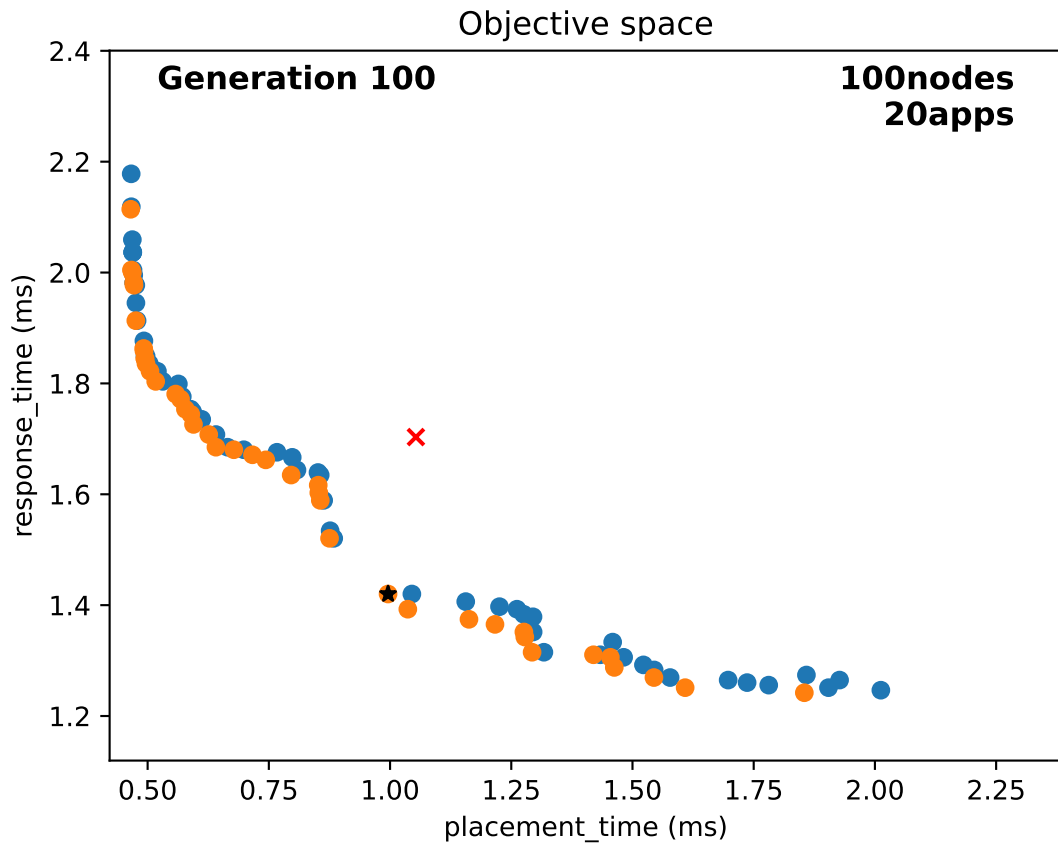 Objective space
Generation 100
100nodes
20apps
response_time (ms)
2.4
2.2
2.0
1.8
1.6
1.4
1.2
0.50 0.75 1.00 1.25 1.50 1.75 2.00 2.25
placement_time (ms)